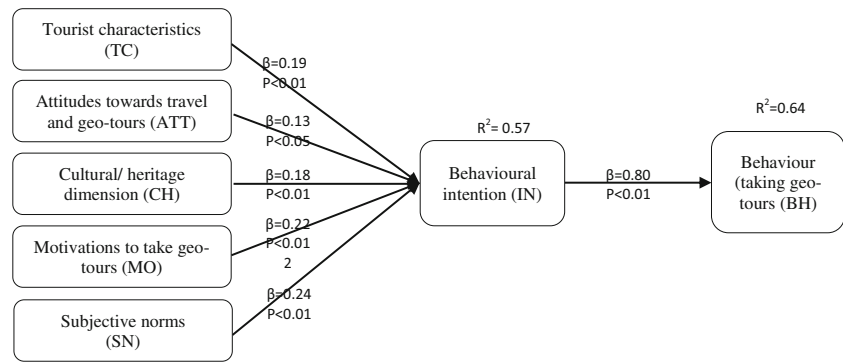 Tourist characteristics
(TC)
β=0.19
P<0.01
Attitudes towards travel
and geo-tours (ATT)
β=0.13
P<0.05
Cultural/ heritage
dimension (CH)
β=0.18
P<0.01
Motivations to take geo-
tours (MO)
β=0.22
P<0.01
2
Subjective norms
(SN)
β=0.24
P<0.01
R²= 0.57
Behavioural
intention (IN)
β=0.80
P<0.01
R²=0.64
Behaviour
(taking geo-
tours (BH)